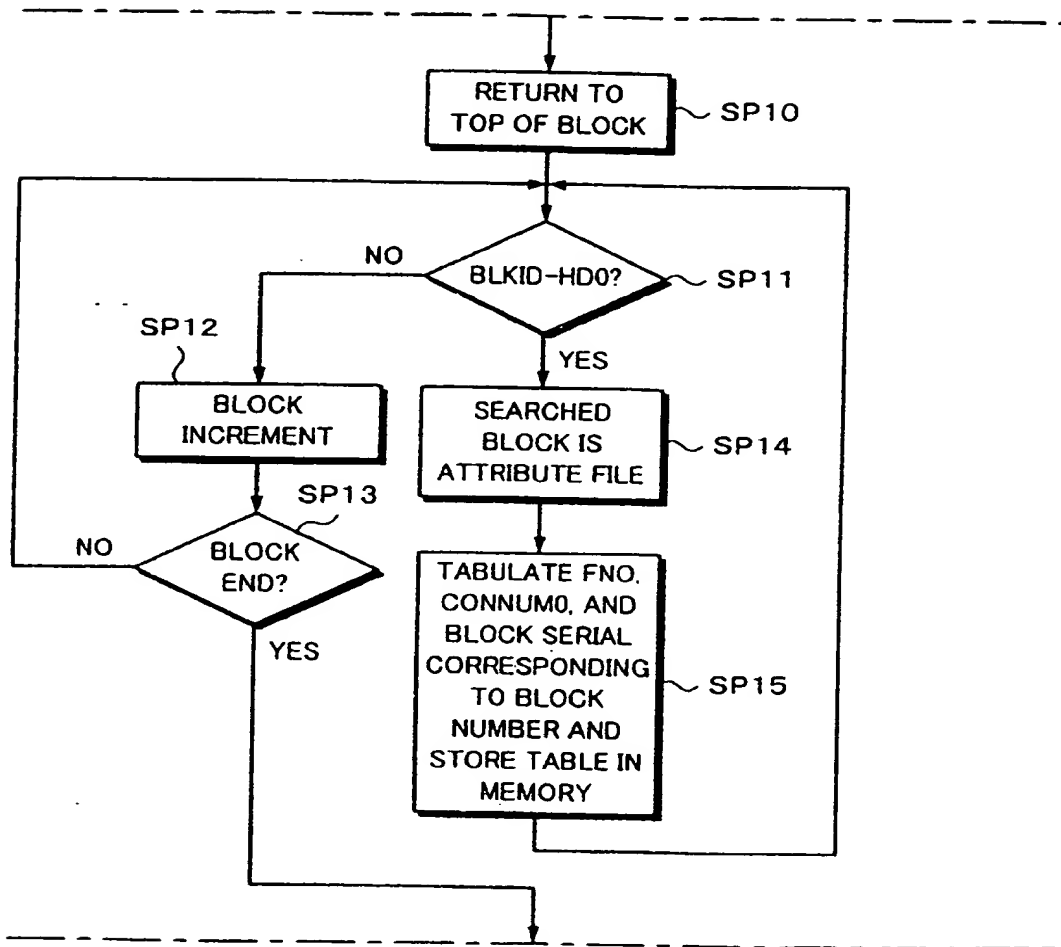 RETURN TO
TOP OF BLOCK
SP10
NO
BLKID-HD0?
SP11
YES
SP12
BLOCK
INCREMENT
SEARCHED
BLOCK IS
ATTRIBUTE FILE
SP14
SP13
NO
BLOCK
END?
YES
TABULATE FNO,
CONNUM0, AND
BLOCK SERIAL
CORRESPONDING
TO BLOCK
NUMBER AND
STORE TABLE IN
MEMORY
SP15